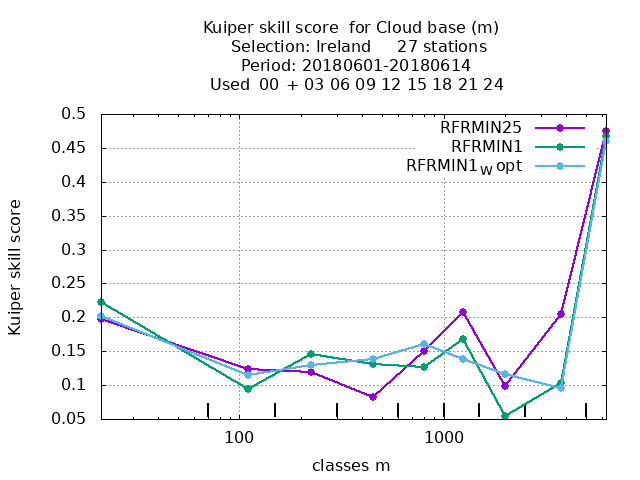 Kuiper skill score  for Cloud base (m)
Selection: Ireland     27 stations
Period: 20180601-20180614
Used  00 + 03 06 09 12 15 18 21 24
0.5
0.45
0.4
0.35
0.3
0.25
0.2
0.15
0.1
0.05
Kuiper skill score
RFRMIN25
RFRMIN1
RFRMIN1W opt
100
1000
classes m